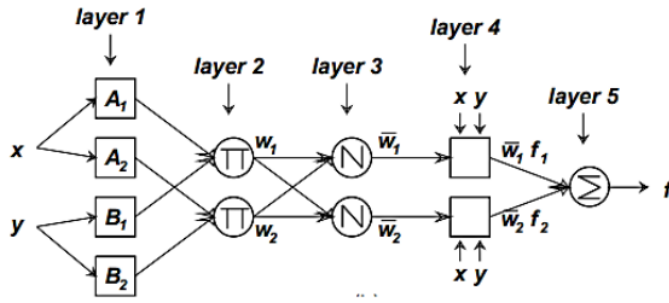 layer 1
layer 4
layer 2
layer 3
layer 5
x y
A1
A2
B1
B2
x
y
Π
Π
w1
w2
N
N
w̅1
w̅2
w̅1 f1
w̅2 f2
Σ
f
x y